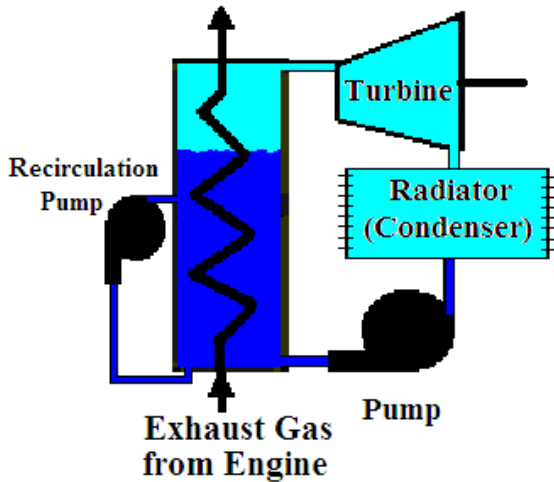 Turbine
Recirculation
Pump
Radiator
(Condenser)
Pump
Exhaust Gas
from Engine